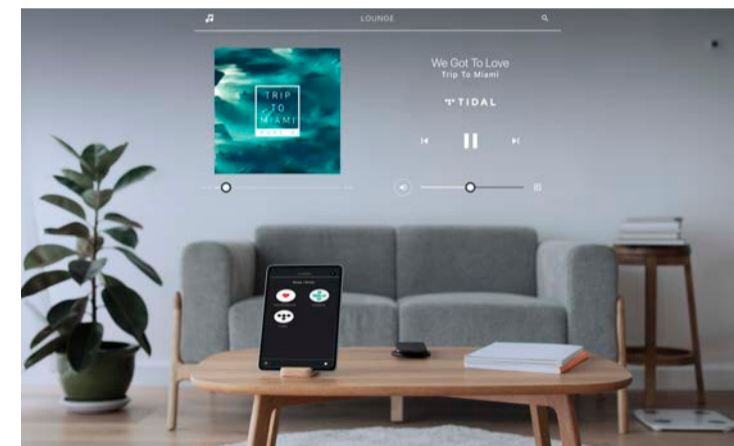 LOUNGE
TRIP
TO
MIAMI
We Got To Love
Trip To Miami
TIDAL